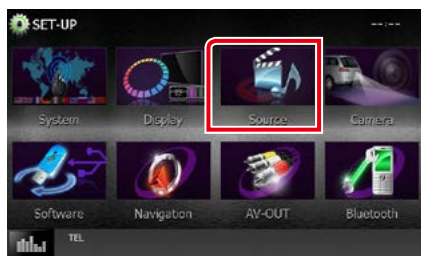 SET-UP
--:--
System
Display
Source
Camera
Software
Navigation
AV-OUT
Bluetooth
TEL